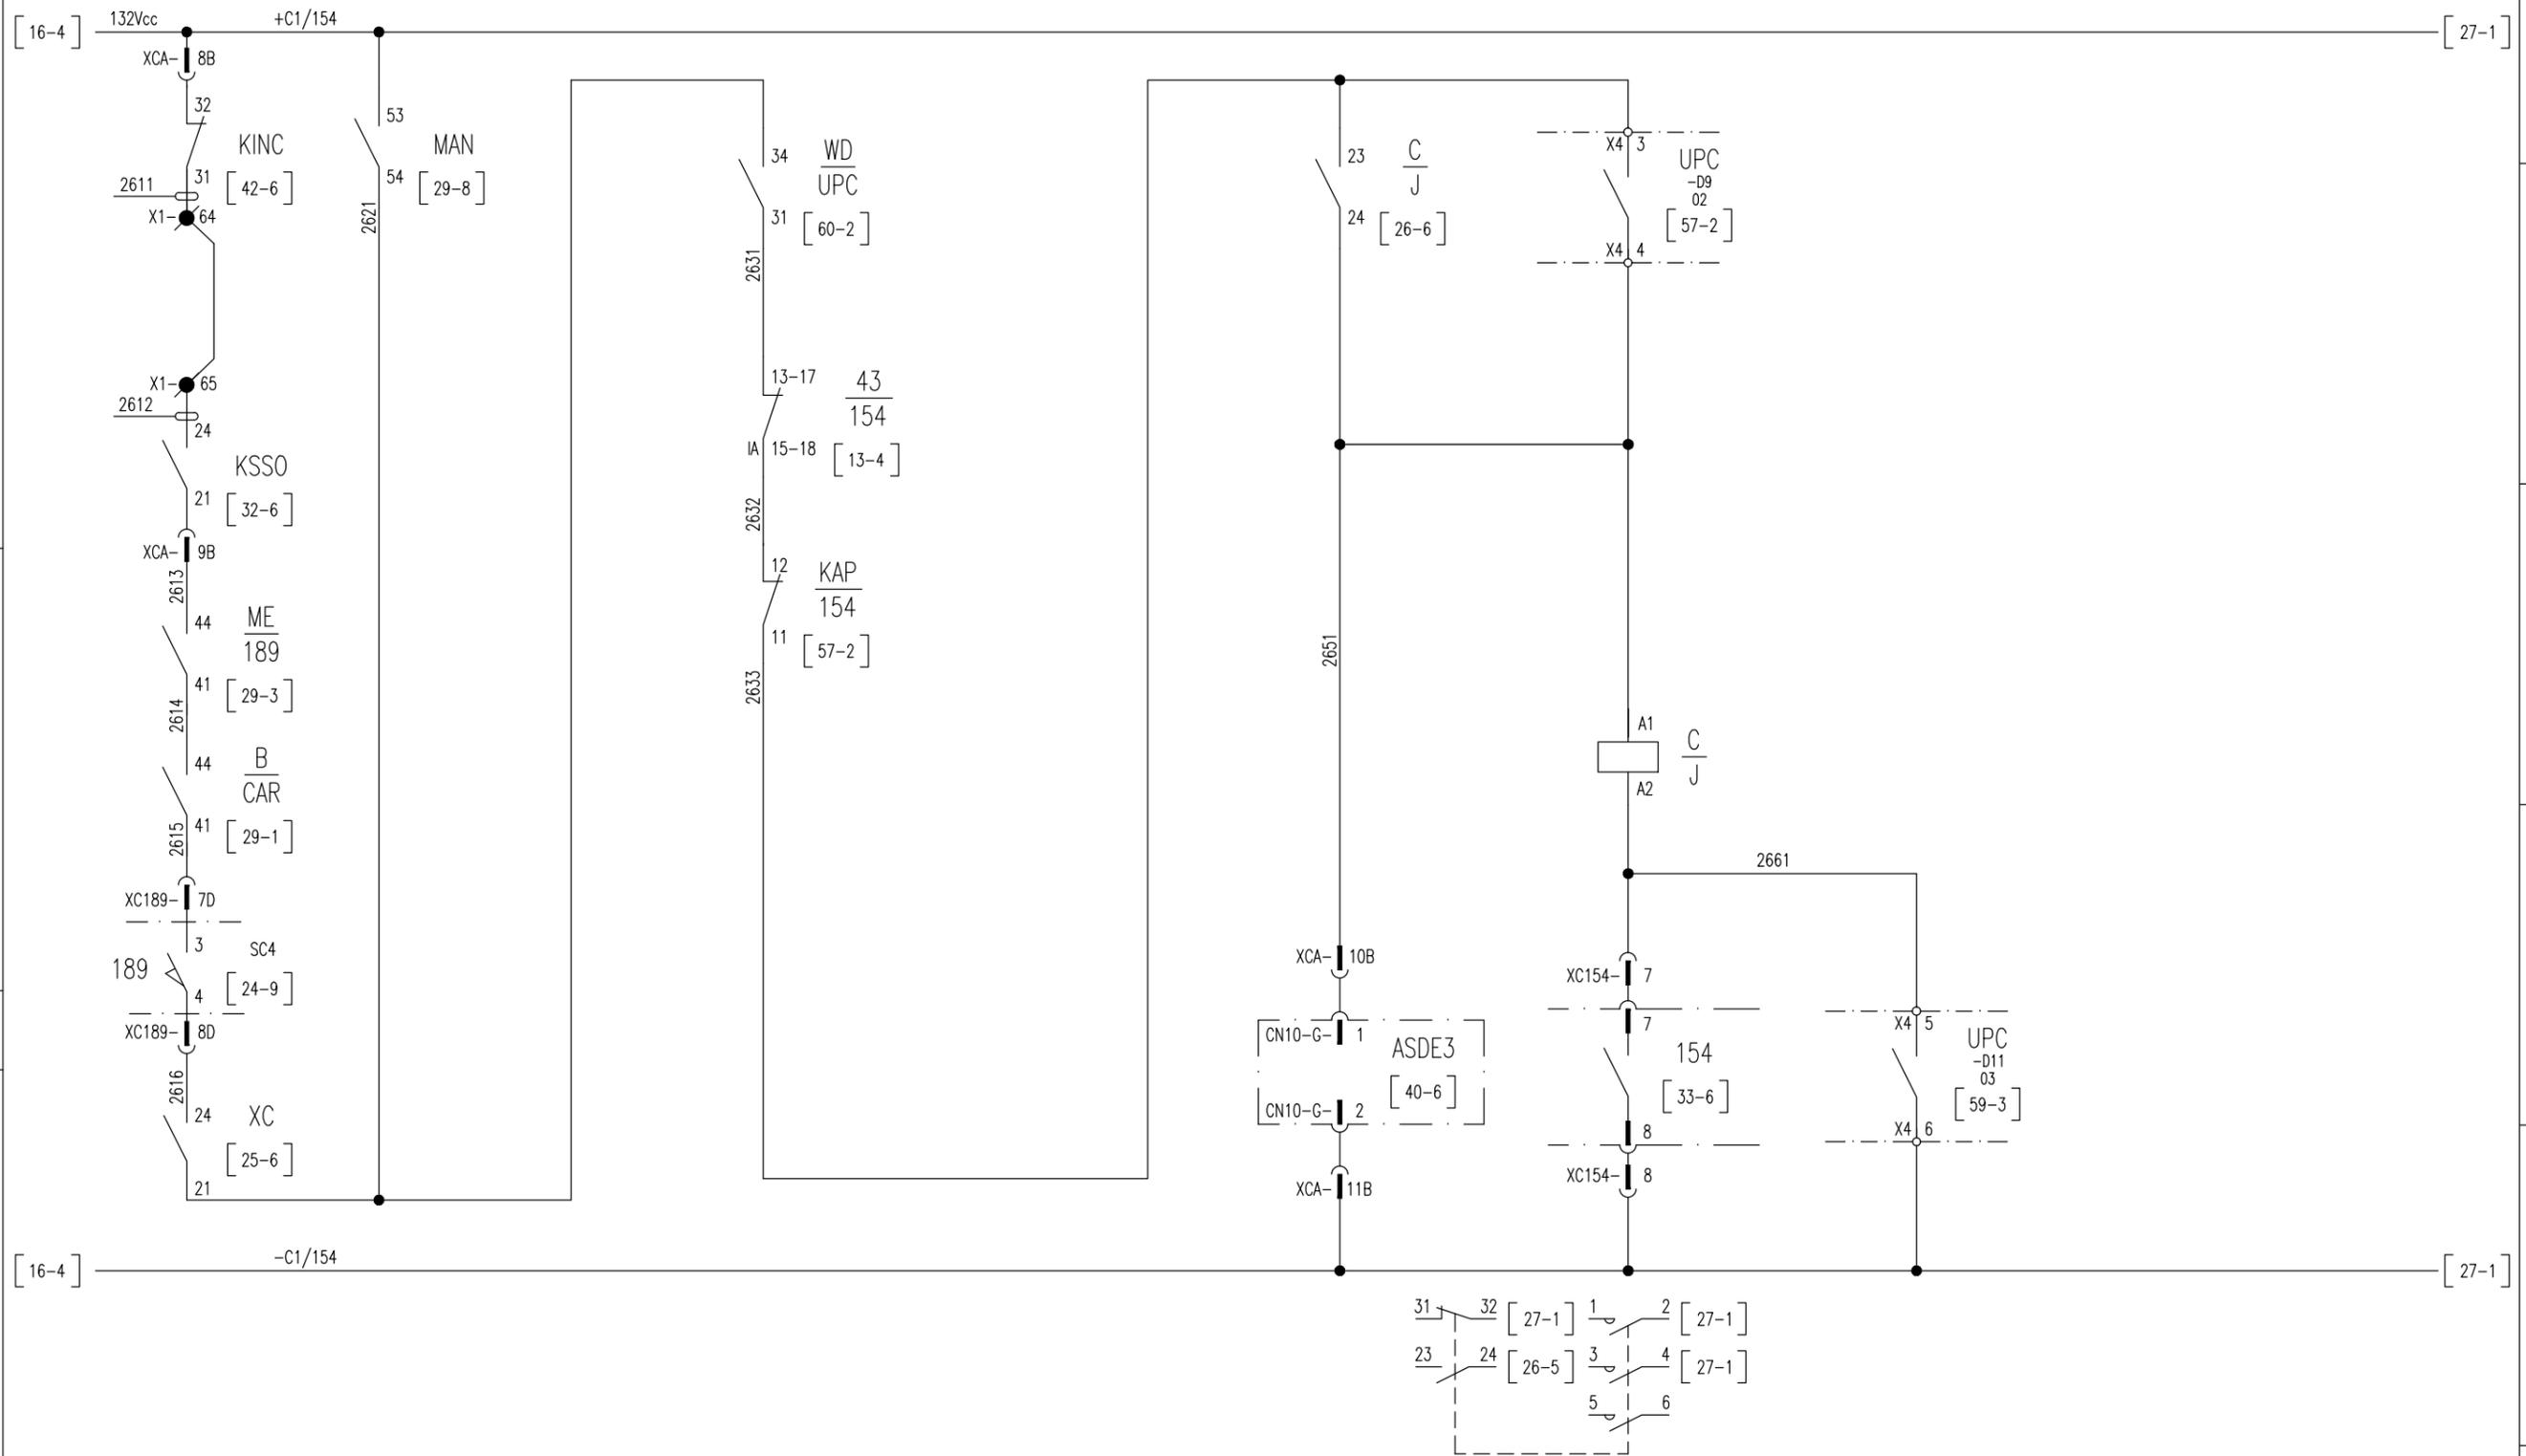 [16-4] 132Vcc +C1/154 [27-1]
XCA- 8B
32
KINC
31 [42-6]
2611
X1- 64
X1- 65
2612
24
KSSO
21 [32-6]
XCA- 9B
2613
44
ME
189
41 [29-3]
2614
44
B
CAR
41 [29-1]
2615
XC189- 7D
3 SC4
189
4 [24-9]
XC189- 8D
2616
24
XC
[25-6]
21
53
MAN
54 [29-8]
2621
34
WD
UPC
31 [60-2]
2631
13-17
43
154
IA 15-18 [13-4]
2632
12
KAP
154
11 [57-2]
2633
23
C
J
24 [26-6]
2651
XCA- 10B
CN10-G- 1
ASDE3
[40-6]
CN10-G- 2
XCA- 11B
X4 3
UPC
-D9
02
[57-2]
X4 4
A1
C
J
A2
2661
XC154- 7
7
154
[33-6]
8
XC154- 8
X4 5
UPC
-D11
03
[59-3]
X4 6
[16-4] -C1/154 [27-1]
31 32 [27-1] 1 2 [27-1]
23 24 [26-5] 3 4 [27-1]
5 6